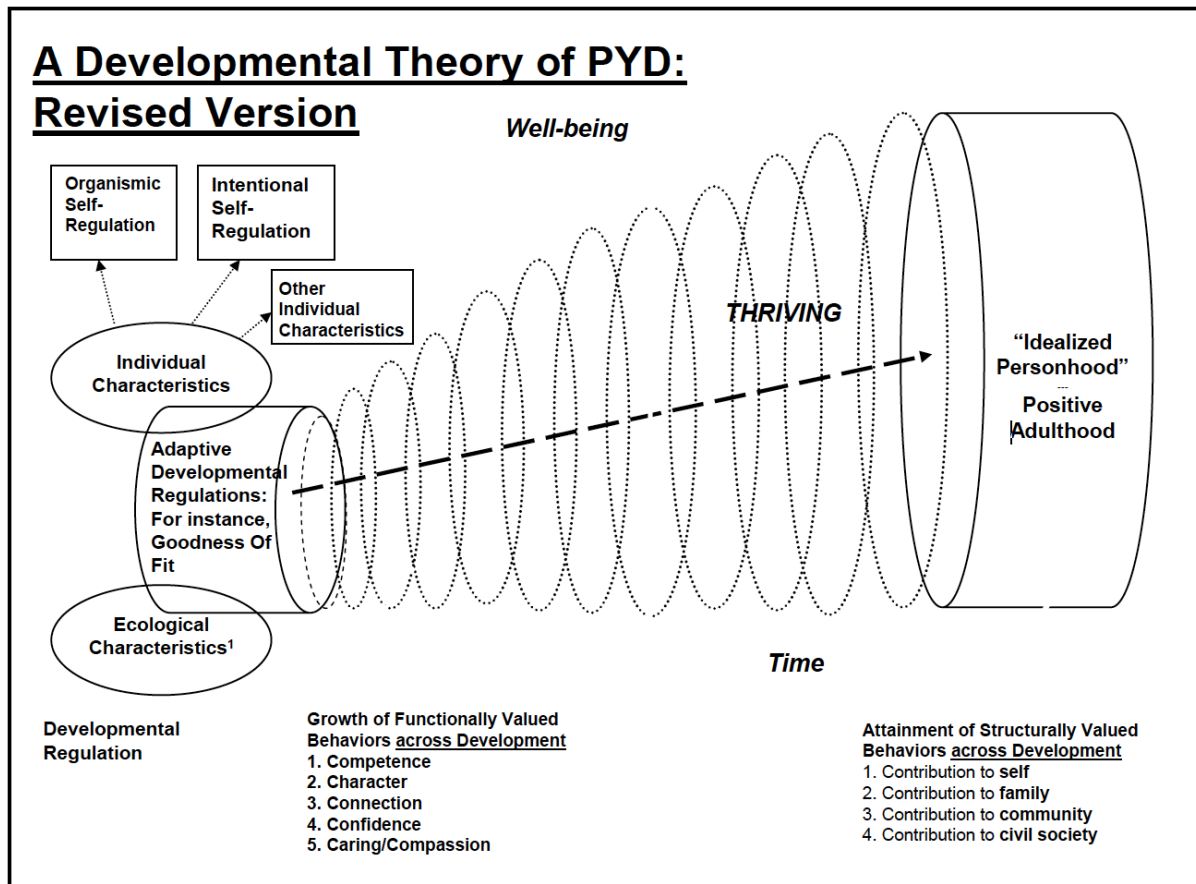 A Developmental Theory of PYD:
Revised Version
Well-being
Organismic
Self-
Regulation
Intentional
Self-
Regulation
Other
Individual
Characteristics
Individual
Characteristics
THRIVING
“Idealized
Personhood”
---
Positive
Adulthood
Adaptive
Developmental
Regulations:
For instance,
Goodness Of
Fit
Ecological
Characteristics¹
Time
Developmental
Regulation
Growth of Functionally Valued
Behaviors across Development
1. Competence
2. Character
3. Connection
4. Confidence
5. Caring/Compassion
Attainment of Structurally Valued
Behaviors across Development
1. Contribution to self
2. Contribution to family
3. Contribution to community
4. Contribution to civil society